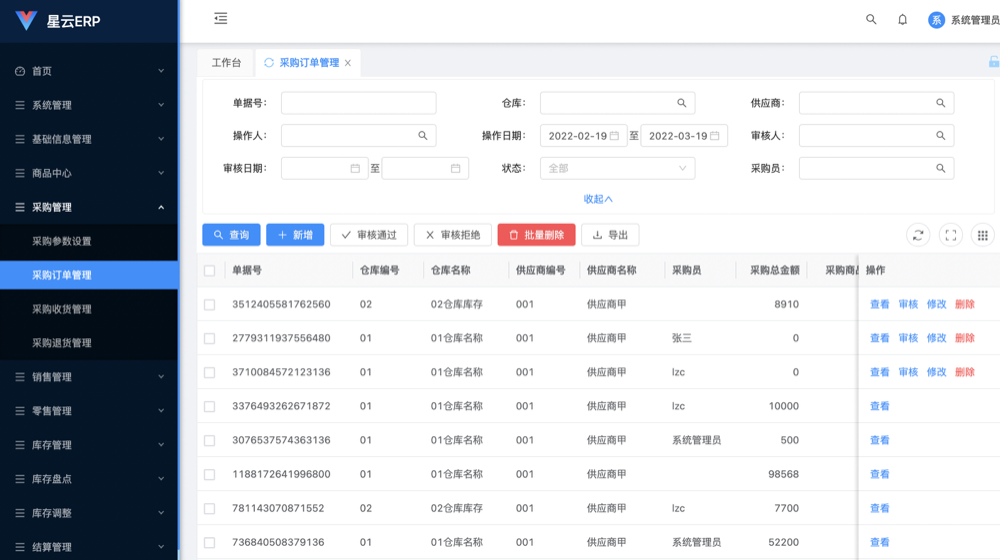 星云ERP
系 系统管理员
首页
系统管理
基础信息管理
商品中心
采购管理
采购参数设置
采购订单管理
采购收货管理
采购退货管理
销售管理
零售管理
库存管理
库存盘点
库存调整
结算管理
工作台 采购订单管理
单据号： 仓库： 供应商：
操作人： 操作日期： 2022-02-19 至 2022-03-19 审核人：
审核日期： 至 状态： 全部 采购员：
收起
查询 新增 审核通过 审核拒绝 批量删除 导出
单据号 仓库编号 仓库名称 供应商编号 供应商名称 采购员 采购总金额 采购商 操作
3512405581762560 02 02仓库库存 001 供应商甲 8910 查看 审核 修改 删除
2779311937556480 01 01仓库名称 001 供应商甲 张三 0 查看 审核 修改 删除
3710084572123136 01 01仓库名称 001 供应商甲 lzc 0 查看 审核 修改 删除
3376493262671872 01 01仓库名称 001 供应商甲 lzc 10000 查看
3076537574363136 01 01仓库名称 001 供应商甲 系统管理员 500 查看
1188172641996800 01 01仓库名称 001 供应商甲 98568 查看
781143070871552 02 02仓库库存 001 供应商甲 lzc 7700 查看
736840508379136 01 01仓库名称 001 供应商甲 系统管理员 52200 查看